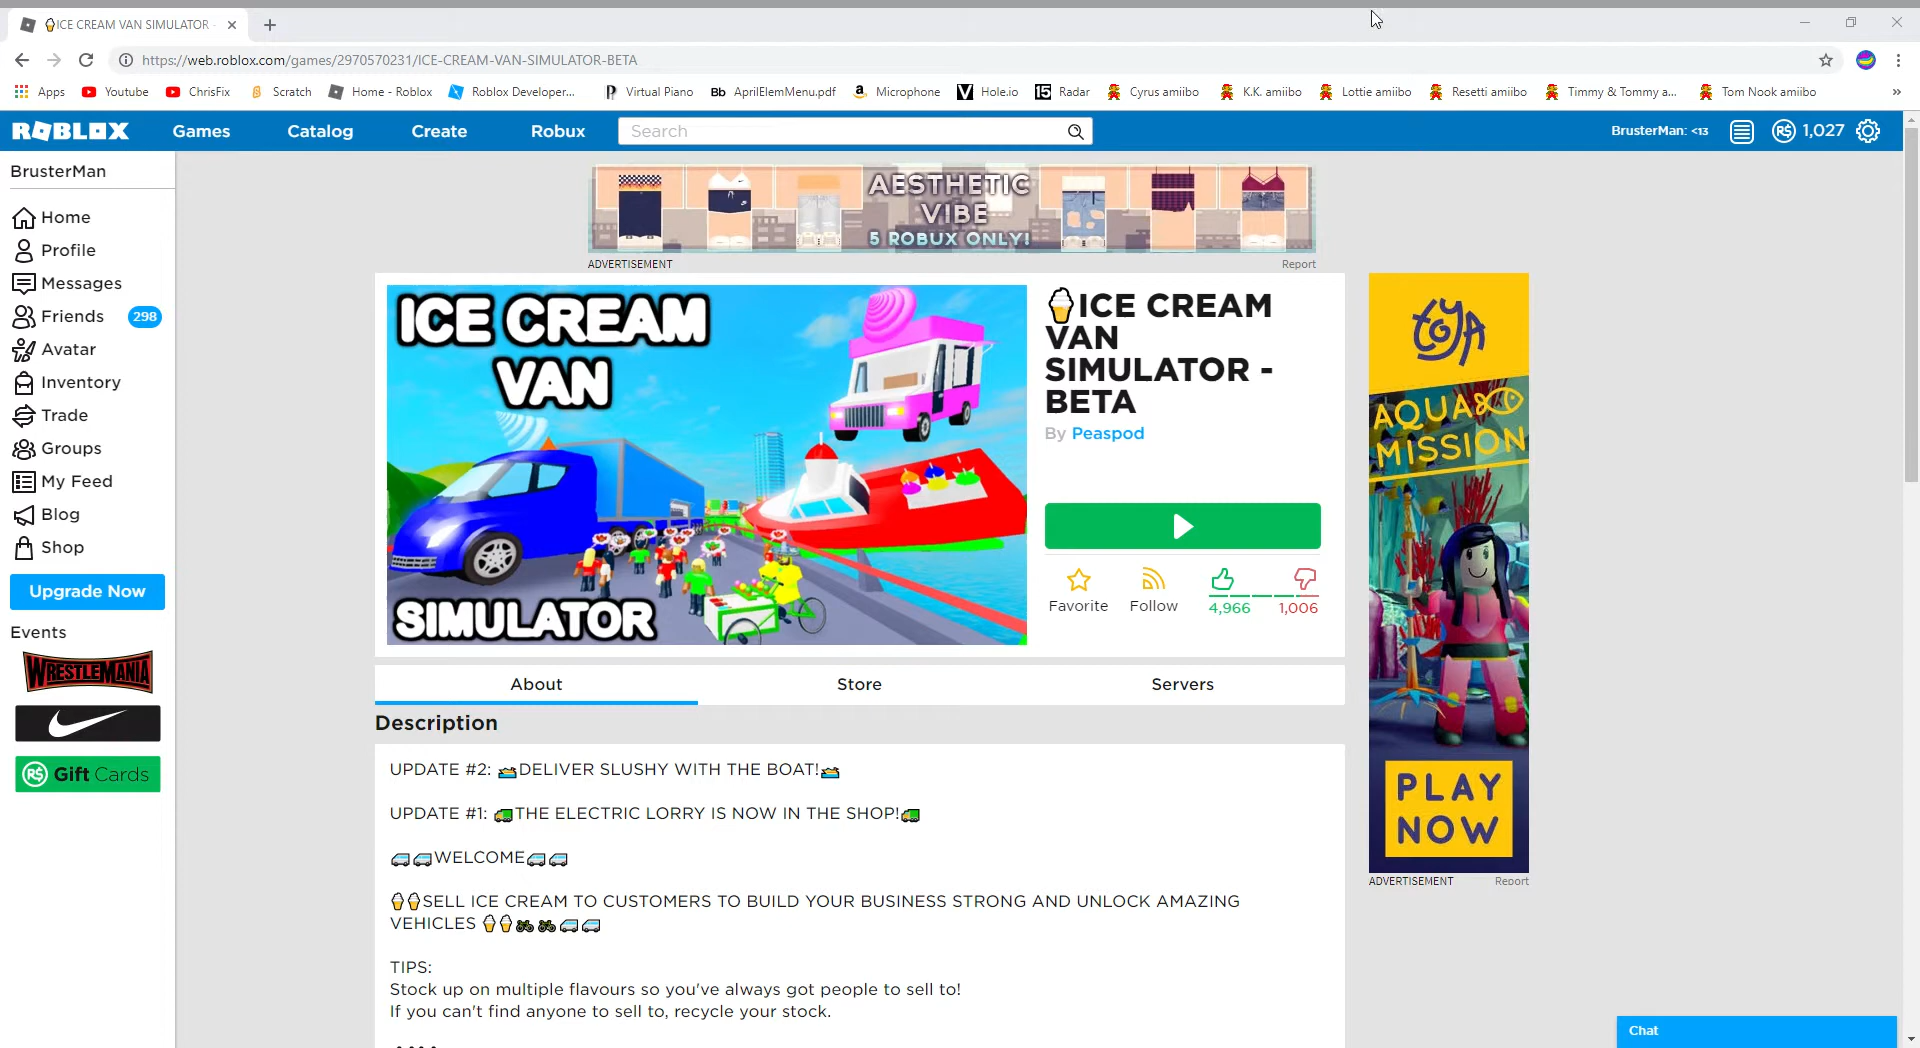 ICE CREAM VAN SIMULATOR -
https://web.roblox.com/games/2970570231/ICE-CREAM-VAN-SIMULATOR-BETA
Apps Youtube ChrisFix Scratch Home - Roblox Roblox Developer... Virtual Piano Bb AprilElemMenu.pdf Microphone Hole.io 15 Radar Cyrus amiibo K.K. amiibo Lottie amiibo Resetti amiibo Timmy & Tommy a... Tom Nook amiibo »
ROBLOX Games Catalog Create Robux Search BrusterMan: <13 R$ 1,027
BrusterMan
Home
Profile
Messages
Friends 298
Avatar
Inventory
Trade
Groups
My Feed
Blog
Shop
Upgrade Now
Events
WRESTLEMANIA
R$ Gift Cards
AESTHETIC
VIBE
5 ROBUX ONLY!
ADVERTISEMENT Report
ICE CREAM
VAN
SIMULATOR
ICE CREAM
VAN
SIMULATOR -
BETA
By Peaspod
Favorite Follow 4,966 1,006
About Store Servers
Description
UPDATE #2: 🚤DELIVER SLUSHY WITH THE BOAT!🚤
UPDATE #1: 🚛THE ELECTRIC LORRY IS NOW IN THE SHOP!🚛
🚐🚐WELCOME🚐🚐
🍦🍦SELL ICE CREAM TO CUSTOMERS TO BUILD YOUR BUSINESS STRONG AND UNLOCK AMAZING
VEHICLES 🍦🍦🏍🏍🚐🚐
TIPS:
Stock up on multiple flavours so you've always got people to sell to!
If you can't find anyone to sell to, recycle your stock.
toya
AQUA
MISSION
PLAY
NOW
ADVERTISEMENT Report
Chat